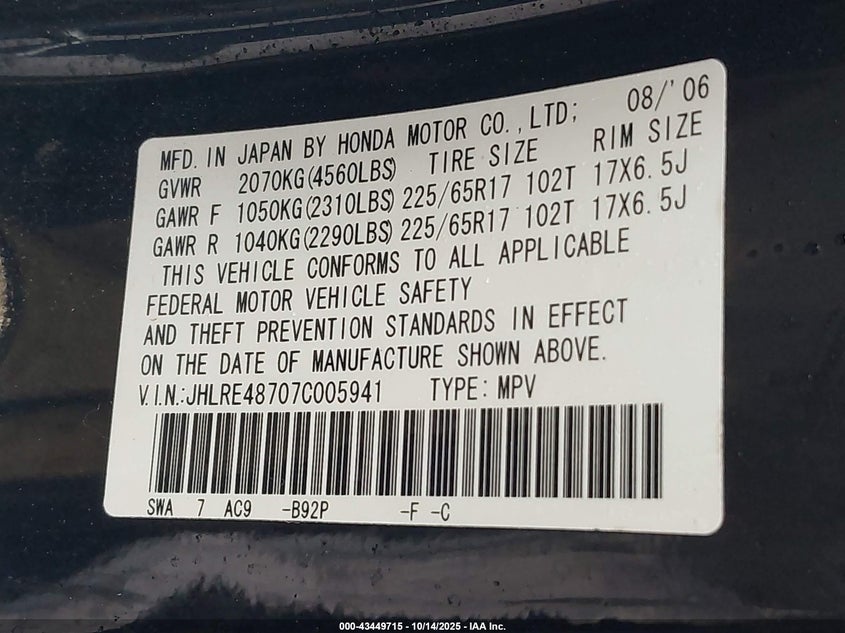 08/'06
MFD. IN JAPAN BY HONDA MOTOR CO.,LTD;
GVWR 2070KG(4560LBS) TIRE SIZE RIM SIZE
GAWR F 1050KG(2310LBS) 225/65R17 102T 17X6.5J
GAWR R 1040KG(2290LBS) 225/65R17 102T 17X6.5J
THIS VEHICLE CONFORMS TO ALL APPLICABLE
FEDERAL MOTOR VEHICLE SAFETY
AND THEFT PREVENTION STANDARDS IN EFFECT
ON THE DATE OF MANUFACTURE SHOWN ABOVE.
V.I.N.:JHLRE48707C005941 TYPE: MPV
SWA 7 AC9 -B92P -F -C
000-43449715 - 10/14/2025 - IAA Inc.